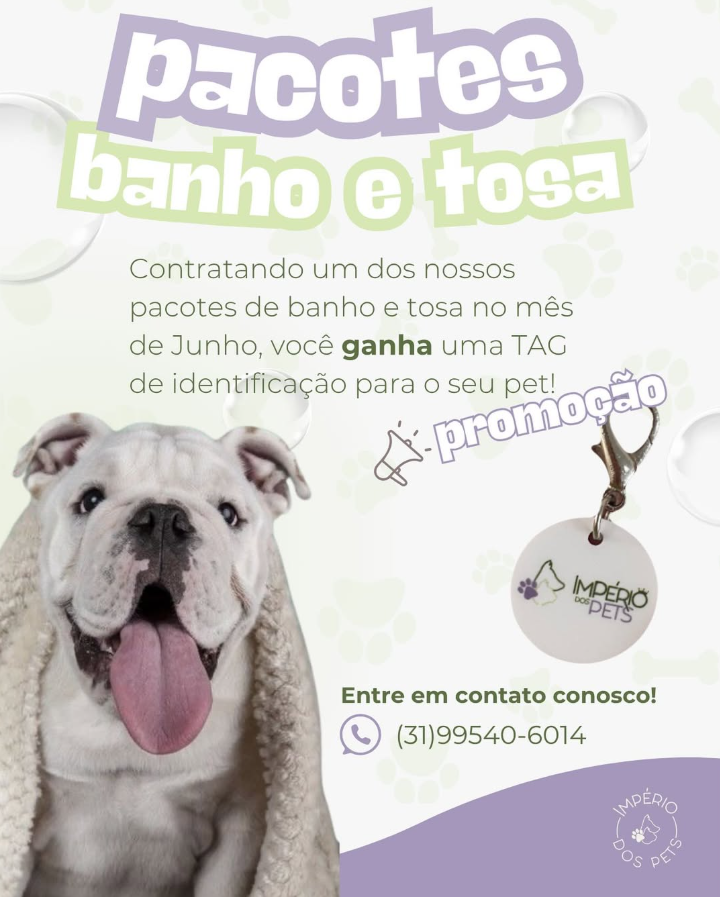 pacotes
banho e tosa
Contratando um dos nossos
pacotes de banho e tosa no mês
de Junho, você ganha uma TAG
de identificação para o seu pet!
promoção
IMPÉRIO
DOS
PETS
Entre em contato conosco!
(31)99540-6014
IMPÉRIO
DOS PETS